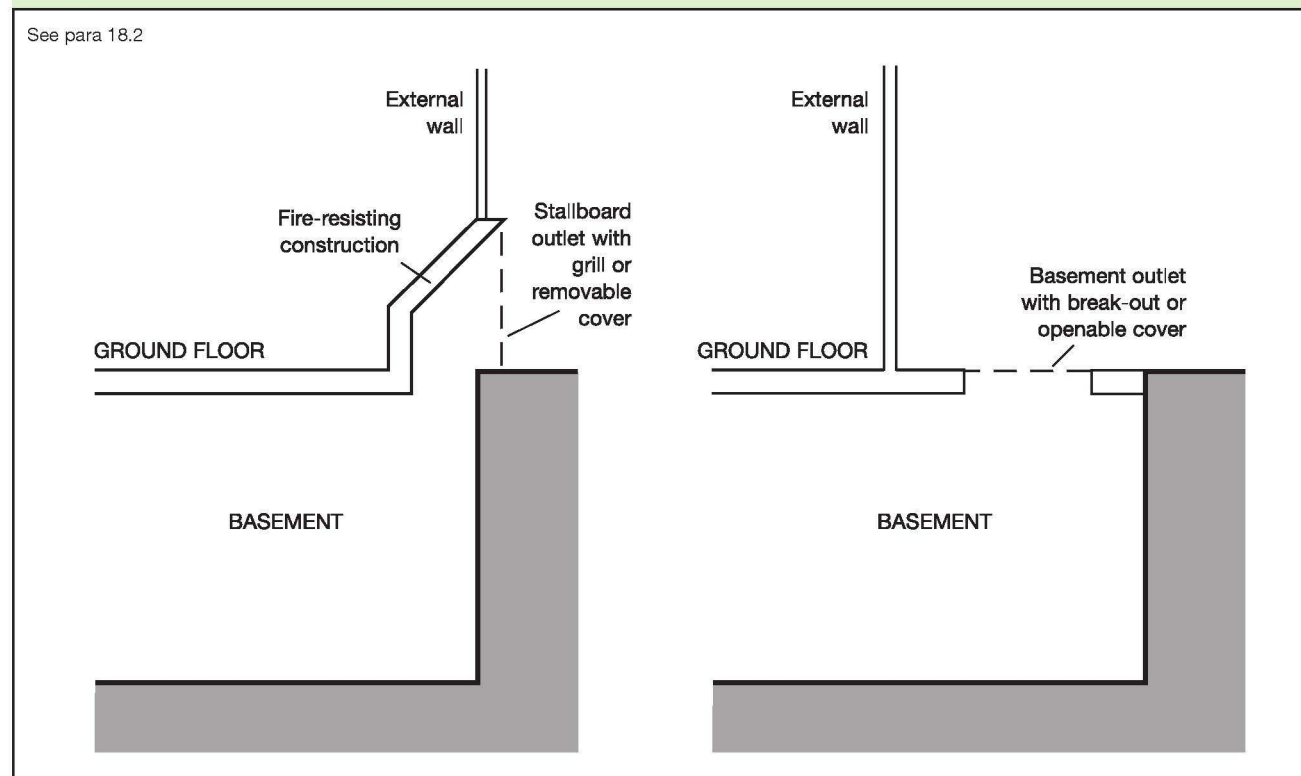 See para 18.2
External
wall
Fire-resisting
construction
Stallboard
outlet with
grill or
removable
cover
GROUND FLOOR
BASEMENT
External
wall
Basement outlet
with break-out or
openable cover
GROUND FLOOR
BASEMENT